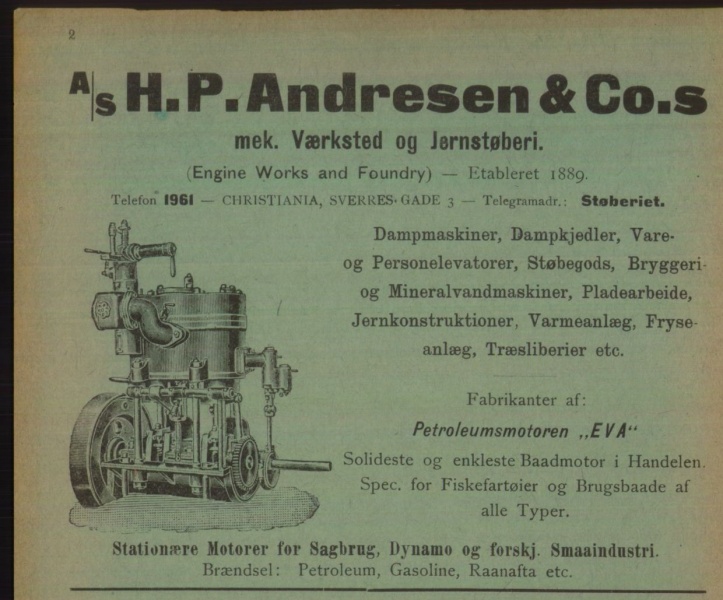 2
A/S H.P. Andresen & Co.s
mek. Værksted og Jernstøberi.
(Engine Works and Foundry) — Etableret 1889.
Telefon 1961 — CHRISTIANIA, SVERRES GADE 3 — Telegramadr.: Støberiet.
Dampmaskiner, Dampkjedler, Vare-
og Personelevatorer, Støbegods, Bryggeri-
og Mineralvandmaskiner, Pladearbeide,
Jernkonstruktioner, Varmeanlæg, Fryse-
anlæg, Træsliberier etc.
Fabrikanter af:
Petroleumsmotoren „EVA“
Solideste og enkleste Baadmotor i Handelen.
Spec. for Fiskefartøier og Brugsbaade af
alle Typer.
Stationære Motorer for Sagbrug, Dynamo og forskj. Smaaindustri.
Brændsel: Petroleum, Gasoline, Raanafta etc.